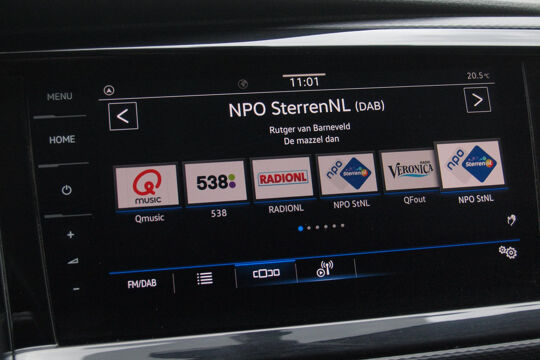 11:01
20.5°C
MENU
HOME
<
NPO SterrenNL (DAB)
>
Rutger van Barneveld
De mazzel dan
Q
MUSIC
538
RADIONL
npo SterrenNL
RADIO
VERONICA
npo SterrenNL
Qmusic
538
RADIONL
NPO StNL
QFout
NPO StNL
+
-
FM/DAB